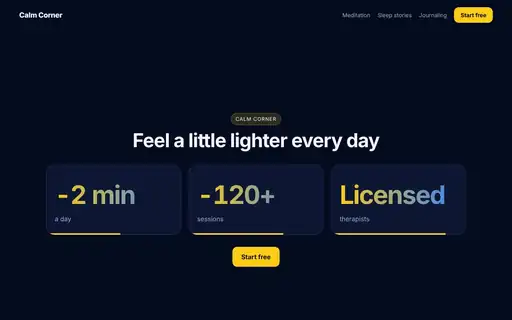 Calm Corner
Meditation Sleep stories Journaling Start free
CALM CORNER
Feel a little lighter every day
-2 min
a day
-120+
sessions
Licensed
therapists
Start free